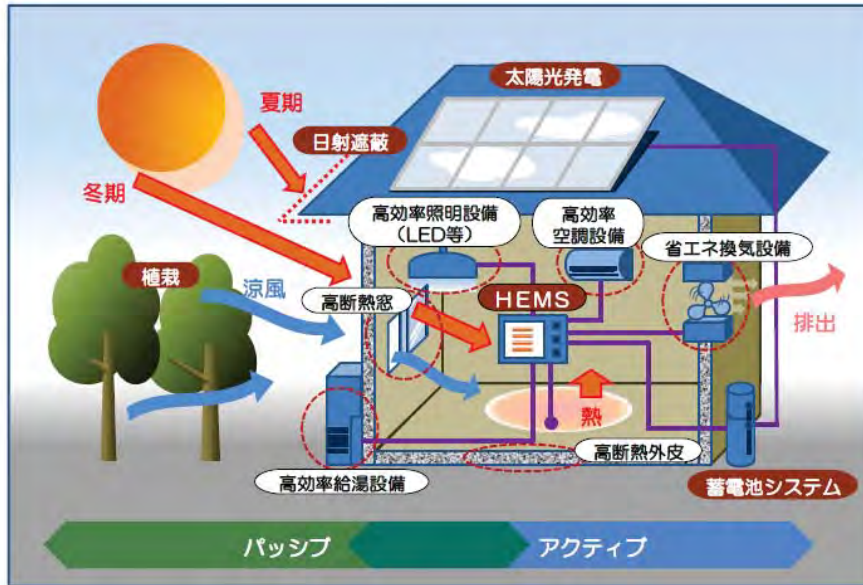 太陽光発電
夏期
日射遮蔽
冬期
高効率照明設備
（LED等）
高効率
空調設備
省エネ換気設備
植栽
涼風
高断熱窓
HEMS
排出
熱
高断熱外皮
高効率給湯設備
蓄電池システム
パッシブ
アクティブ